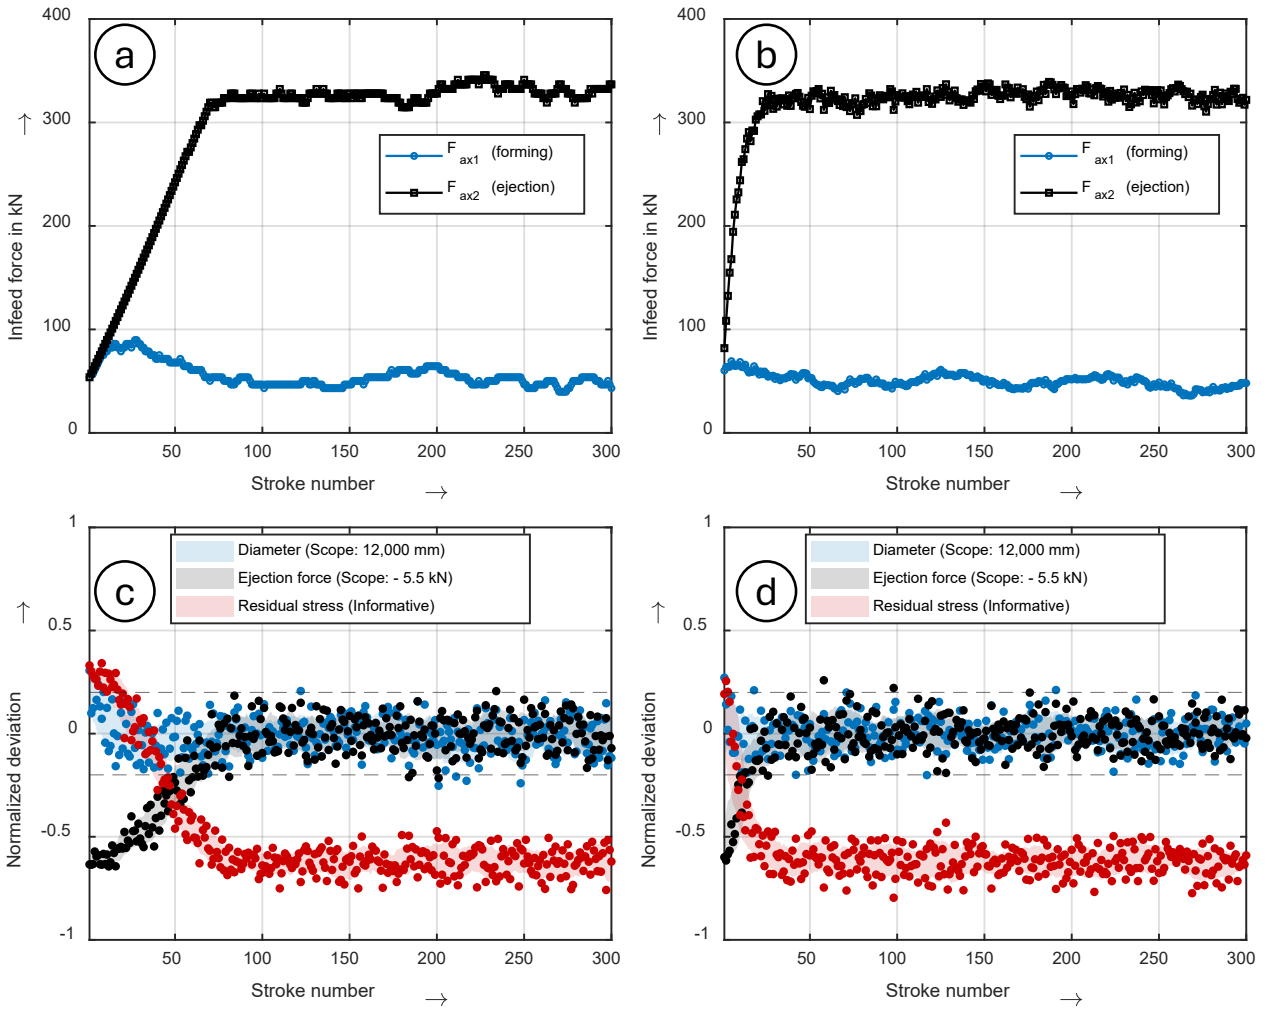 a
400
300
200
100
0
Infeed force in kN →
F ax1 (forming)
F ax2 (ejection)
50 100 150 200 250 300
Stroke number →
b
400
300
200
100
0
Infeed force in kN →
F ax1 (forming)
F ax2 (ejection)
50 100 150 200 250 300
Stroke number →
c
1
0.5
0
-0.5
-1
Normalized deviation →
Diameter (Scope: 12,000 mm)
Ejection force (Scope: - 5.5 kN)
Residual stress (Informative)
50 100 150 200 250 300
Stroke number →
d
1
0.5
0
-0.5
-1
Normalized deviation →
Diameter (Scope: 12,000 mm)
Ejection force (Scope: - 5.5 kN)
Residual stress (Informative)
50 100 150 200 250 300
Stroke number →